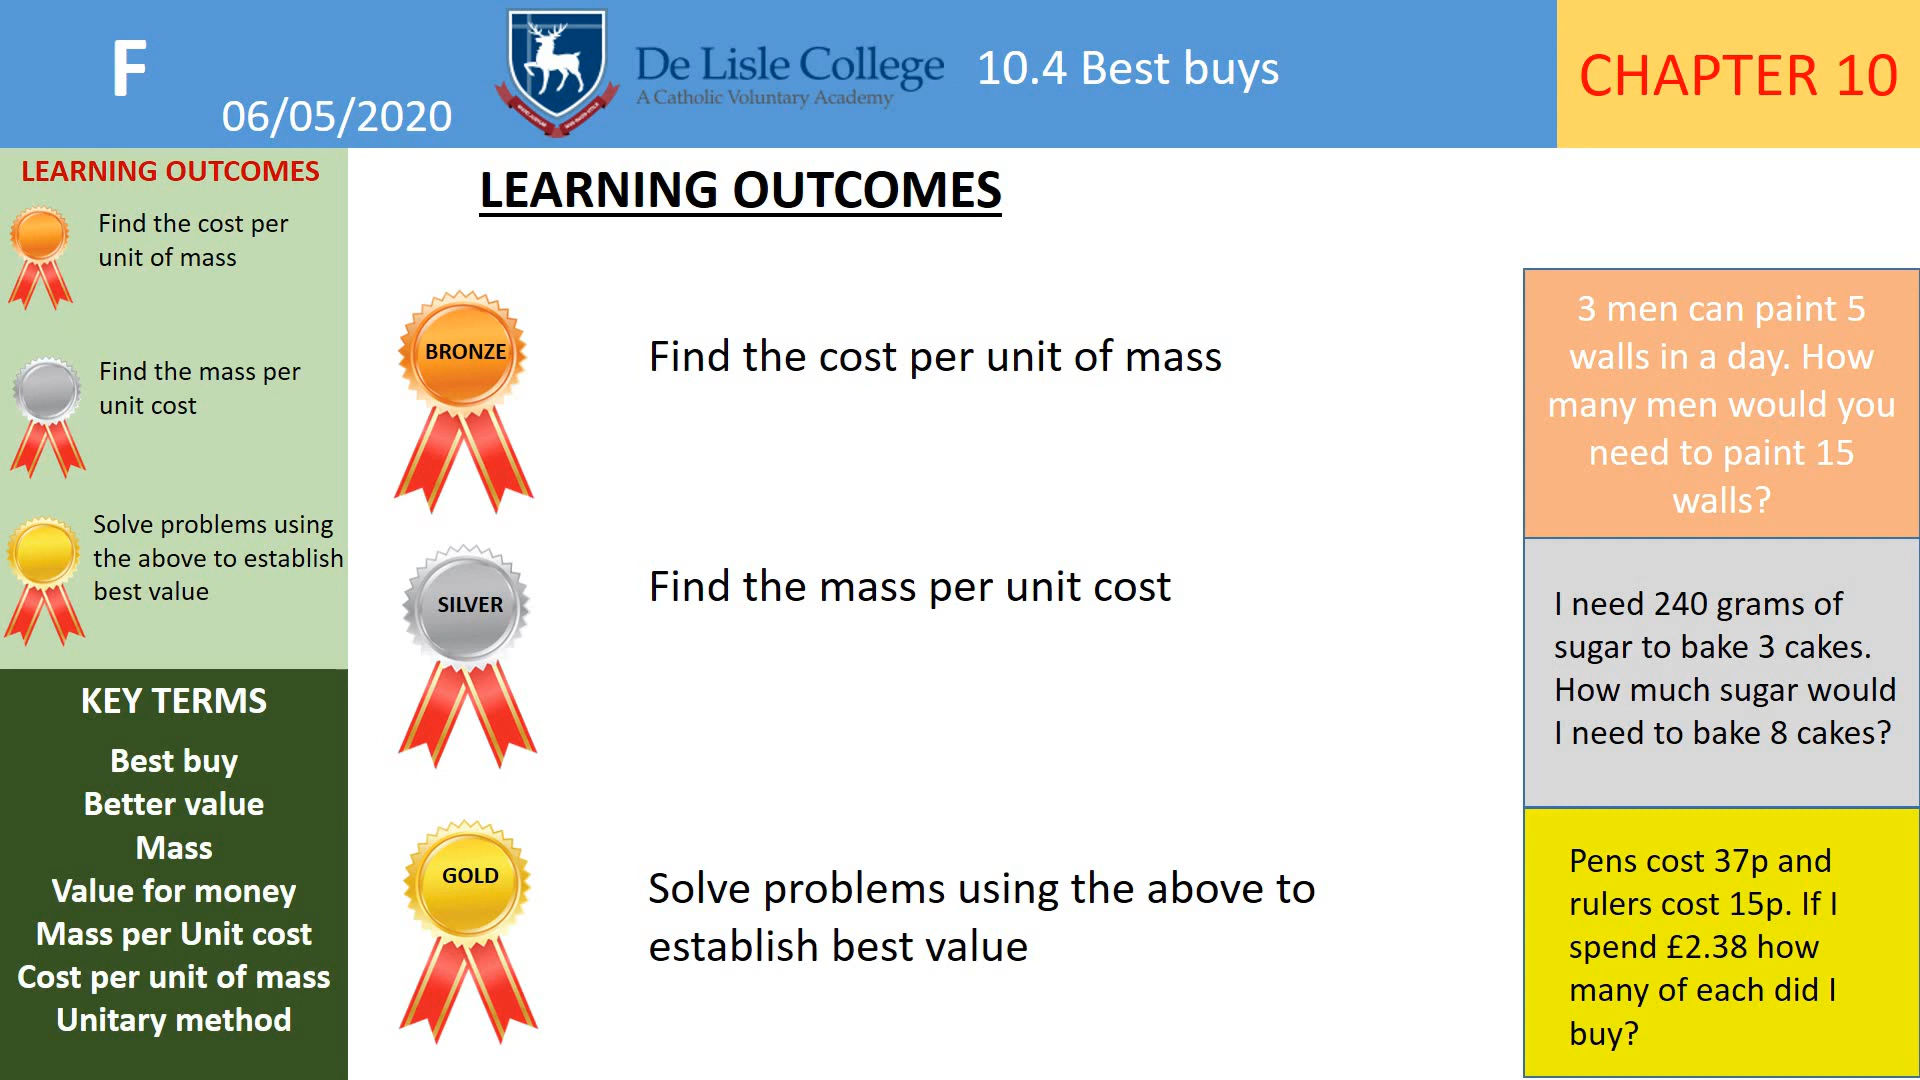 F
06/05/2020
De Lisle College
A Catholic Voluntary Academy
10.4 Best buys
CHAPTER 10
LEARNING OUTCOMES
Find the cost per
unit of mass
Find the mass per
unit cost
Solve problems using
the above to establish
best value
KEY TERMS
Best buy
Better value
Mass
Value for money
Mass per Unit cost
Cost per unit of mass
Unitary method
LEARNING OUTCOMES
BRONZE
Find the cost per unit of mass
SILVER
Find the mass per unit cost
GOLD
Solve problems using the above to
establish best value
3 men can paint 5
walls in a day. How
many men would you
need to paint 15
walls?
I need 240 grams of
sugar to bake 3 cakes.
How much sugar would
I need to bake 8 cakes?
Pens cost 37p and
rulers cost 15p. If I
spend £2.38 how
many of each did I
buy?